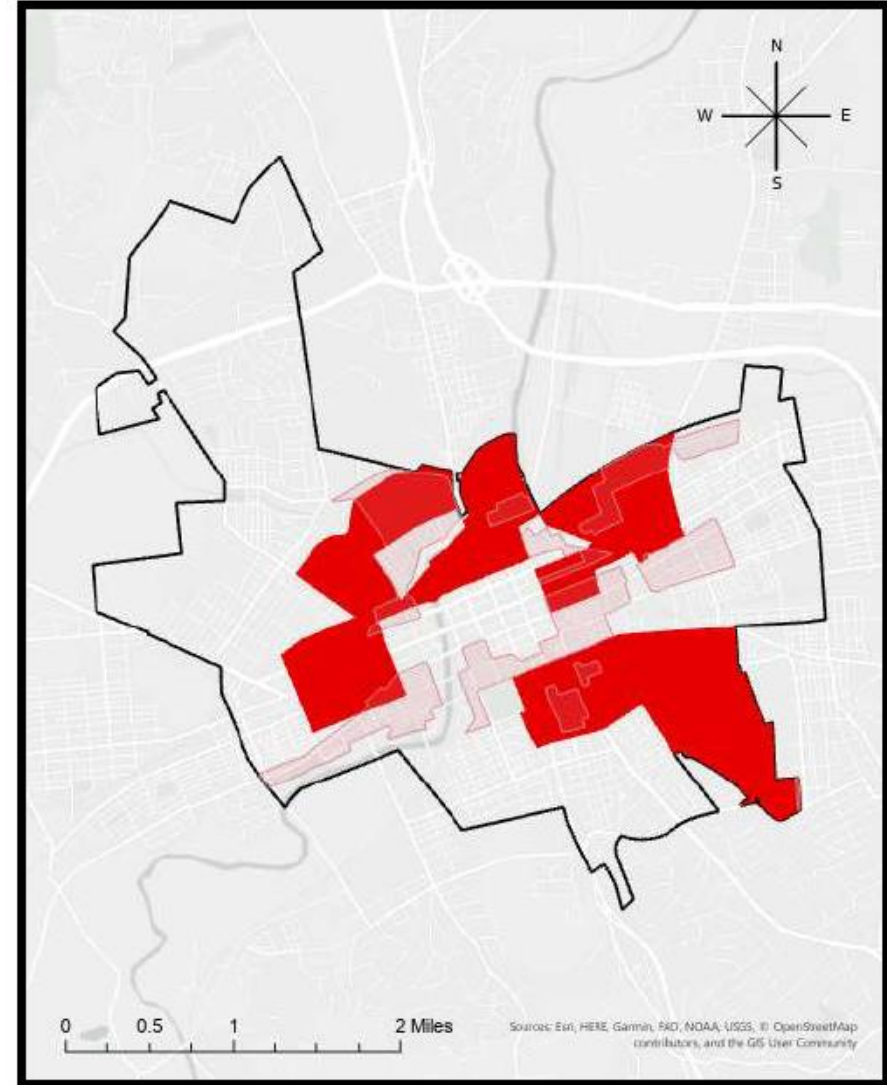 N
W E
S
0 0.5 1 2 Miles
Sources: Esri, HERE, Garmin, FAO, NOAA, USGS, © OpenStreetMap
contributors, and the GIS User Community